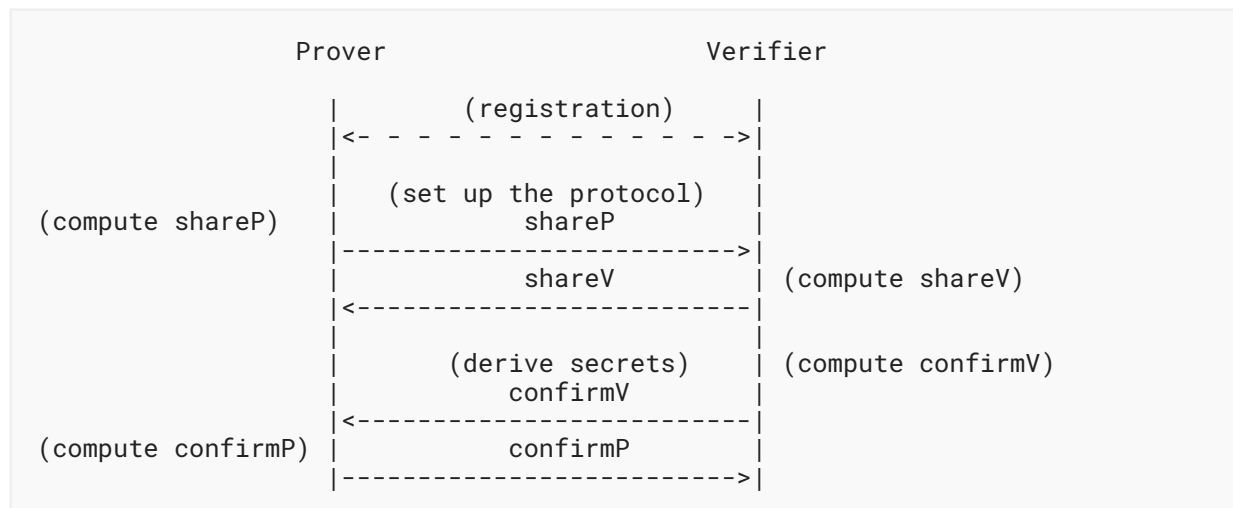 Prover Verifier
| (registration) |
|<- - - - - - - - - - - - ->|
| |
| (set up the protocol) |
(compute shareP) | shareP |
|-------------------------->|
| shareV | (compute shareV)
|<--------------------------|
| |
| (derive secrets) | (compute confirmV)
| confirmV |
|<--------------------------|
(compute confirmP) | confirmP |
|-------------------------->|